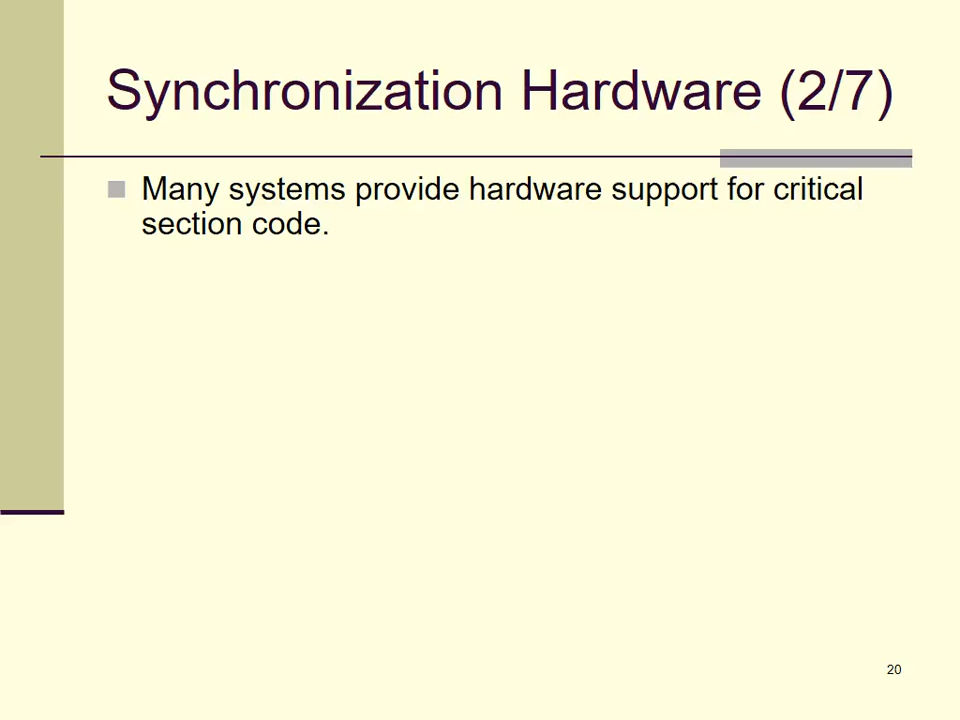 Synchronization Hardware (2/7)
Many systems provide hardware support for critical
section code.
20